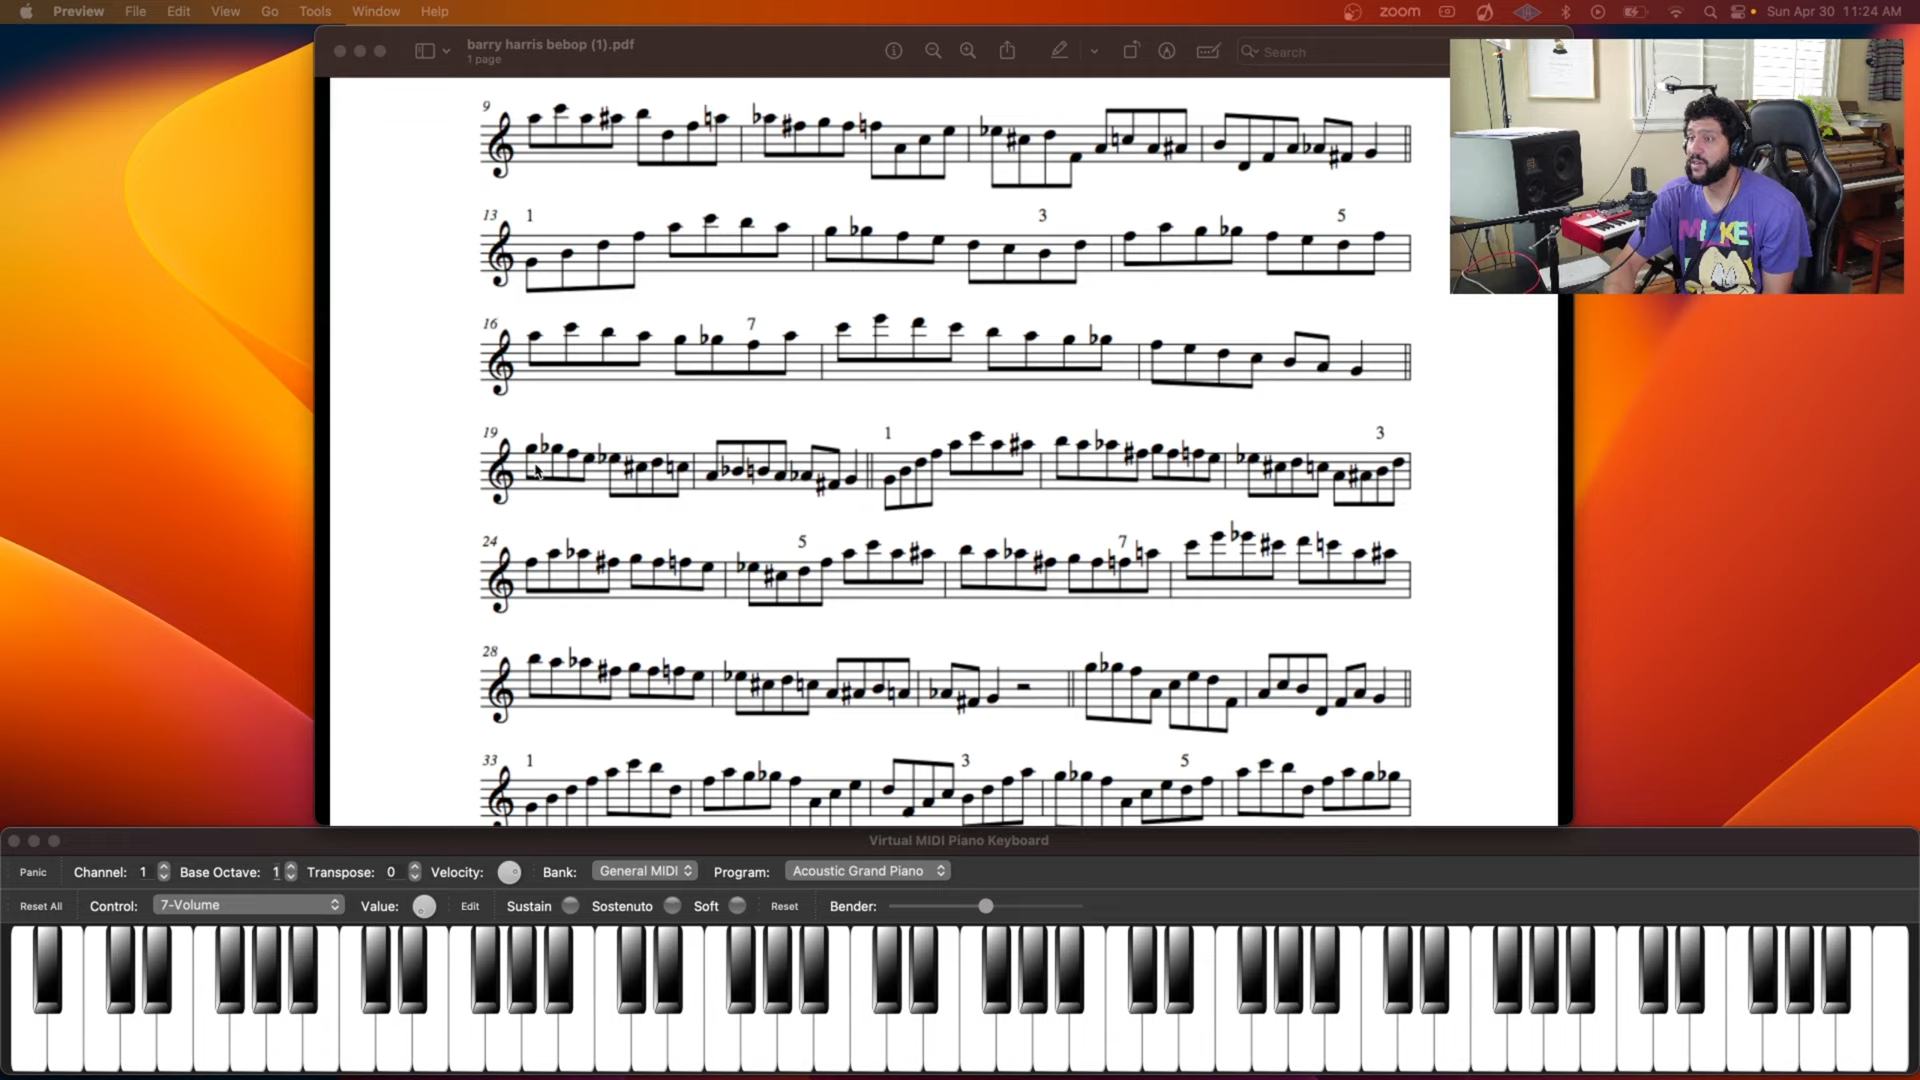 Preview File Edit View Go Tools Window Help zoom Sun Apr 30 11:24 AM
barry harris bebop (1).pdf
1 page
Search
9
13 1 3 5
16 7
19 1 3
24 5 7
28
33 1 3 5
Virtual MIDI Piano Keyboard
Panic Channel: 1 Base Octave: 1 Transpose: 0 Velocity: Bank: General MIDI Program: Acoustic Grand Piano
Reset All Control: 7-Volume Value: Edit Sustain Sostenuto Soft Reset Bender: